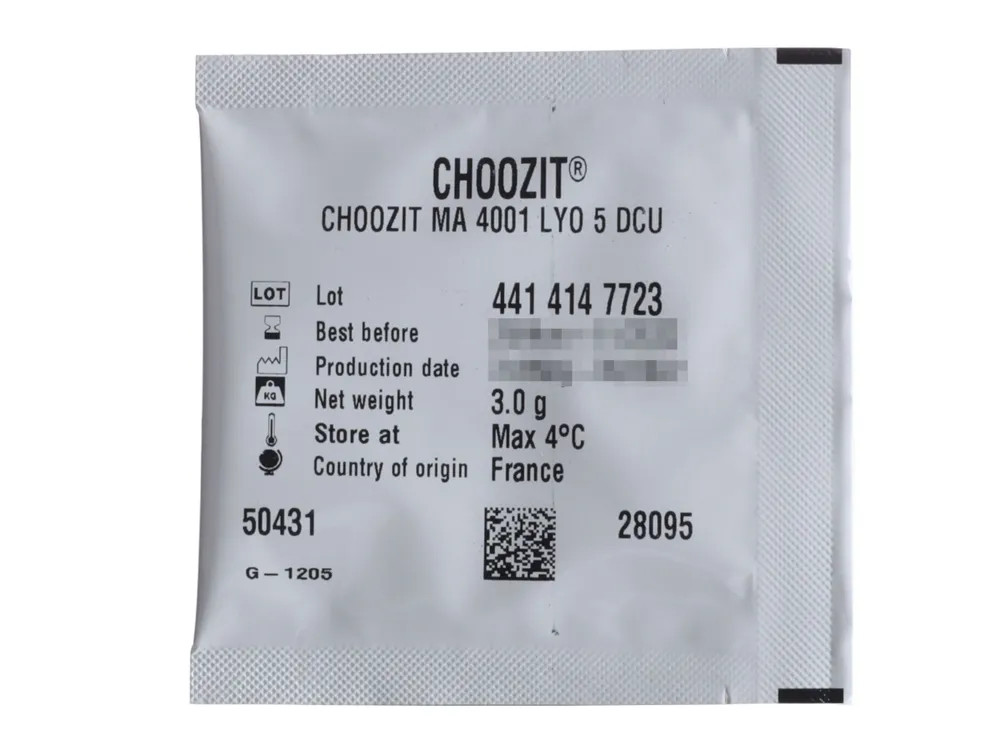 CHOOZIT®
CHOOZIT MA 4001 LYO 5 DCU
LOT Lot 441 414 7723
Best before
Production date
KG Net weight 3.0 g
Store at Max 4°C
Country of origin France
50431 28095
G – 1205